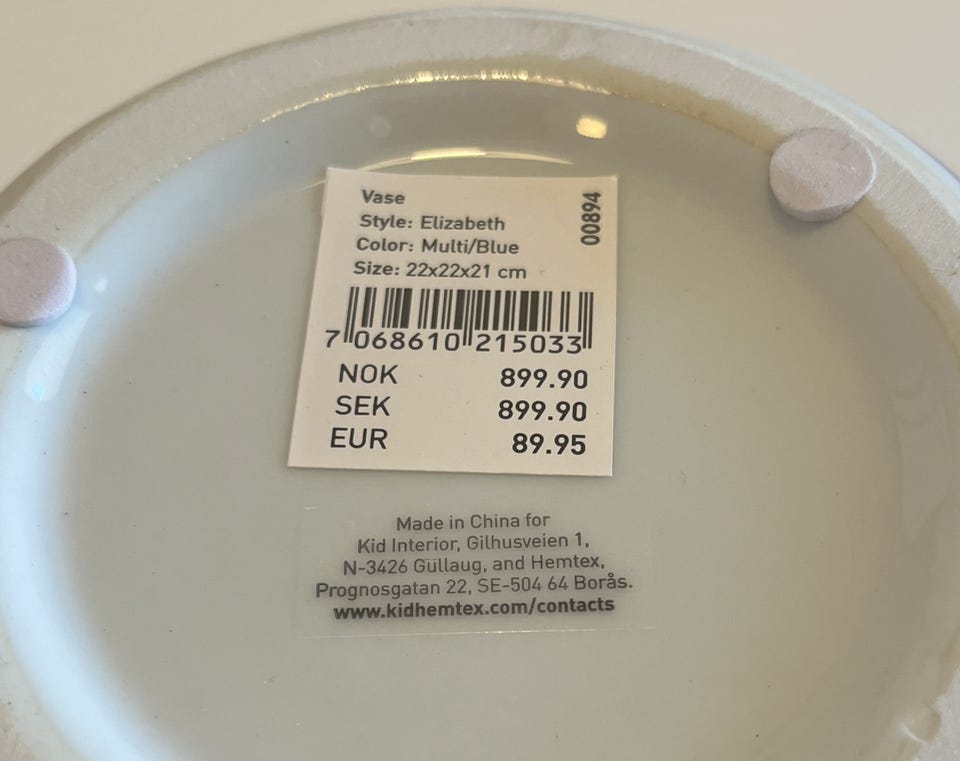 Vase
Style: Elizabeth
Color: Multi/Blue
Size: 22x22x21 cm
00894
7 068610 215033
NOK 899.90
SEK 899.90
EUR 89.95
Made in China for
Kid Interior, Gilhusveien 1,
N-3426 Gullaug, and Hemtex,
Prognosgatan 22, SE-504 64 Borås.
www.kidhemtex.com/contacts